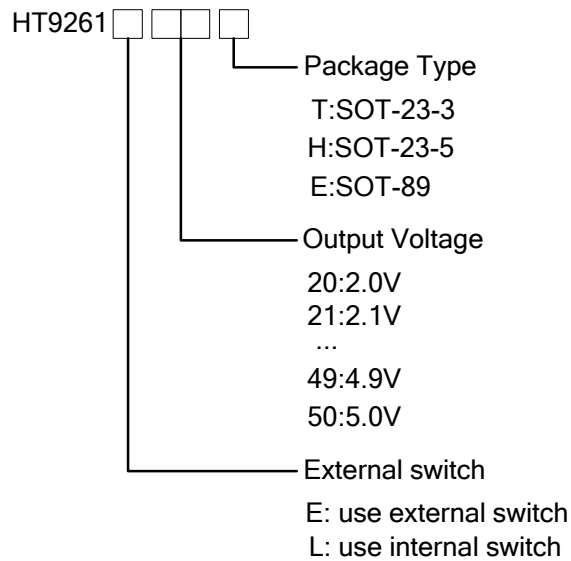 HT9261
Package Type
T:SOT-23-3
H:SOT-23-5
E:SOT-89
Output Voltage
20:2.0V
21:2.1V
...
49:4.9V
50:5.0V
External switch
E: use external switch
L: use internal switch